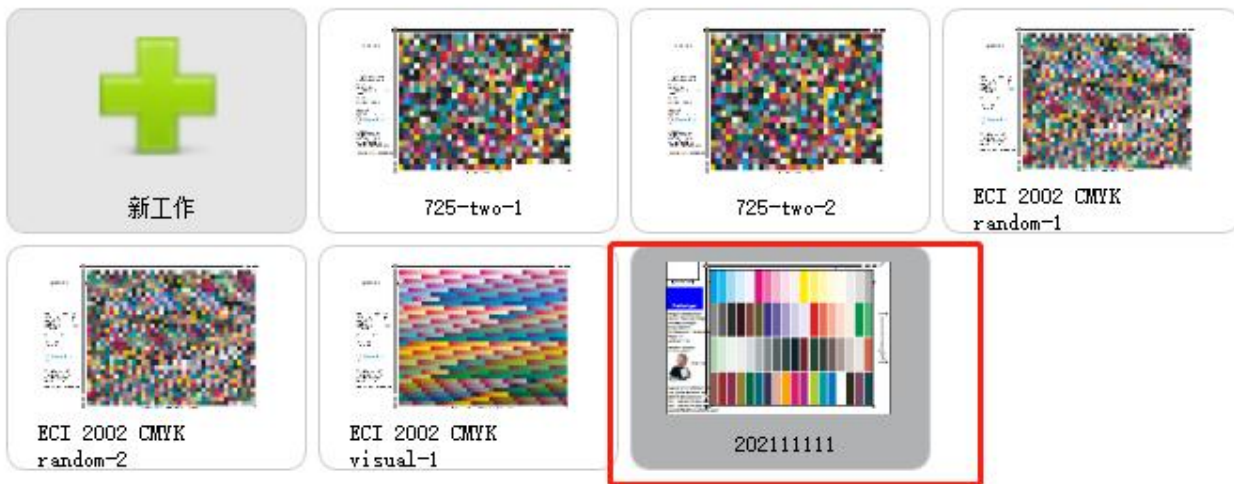 新工作
725-two-1
725-two-2
ECI 2002 CMYK
random-1
ECI 2002 CMYK
random-2
ECI 2002 CMYK
visual-1
202111111